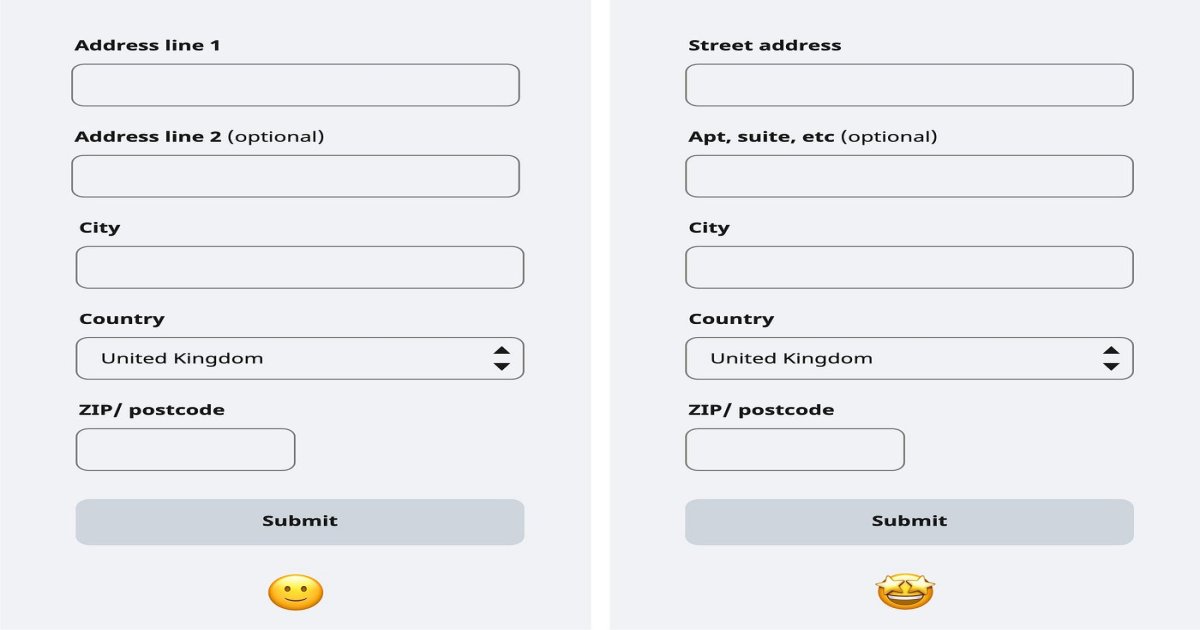 Address line 1
Address line 2 (optional)
City
Country
United Kingdom
ZIP/ postcode
Submit
Street address
Apt, suite, etc (optional)
City
Country
United Kingdom
ZIP/ postcode
Submit